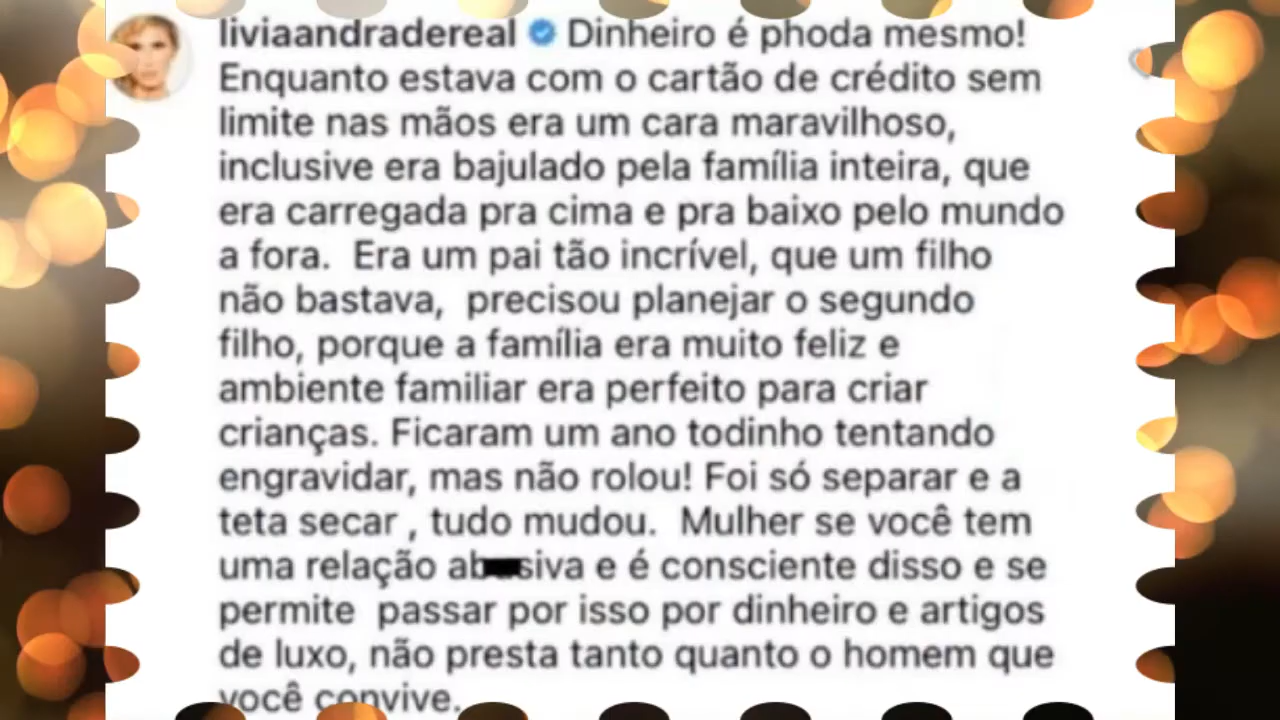 liviaandradereal Dinheiro é phoda mesmo!
Enquanto estava com o cartão de crédito sem
limite nas mãos era um cara maravilhoso,
inclusive era bajulado pela família inteira, que
era carregada pra cima e pra baixo pelo mundo
a fora. Era um pai tão incrível, que um filho
não bastava, precisou planejar o segundo
filho, porque a família era muito feliz e
ambiente familiar era perfeito para criar
crianças. Ficaram um ano todinho tentando
engravidar, mas não rolou! Foi só separar e a
teta secar , tudo mudou. Mulher se você tem
uma relação e é consciente disso e se
permite passar por isso por dinheiro e artigos
de luxo, não presta tanto quanto o homem que
você convive.